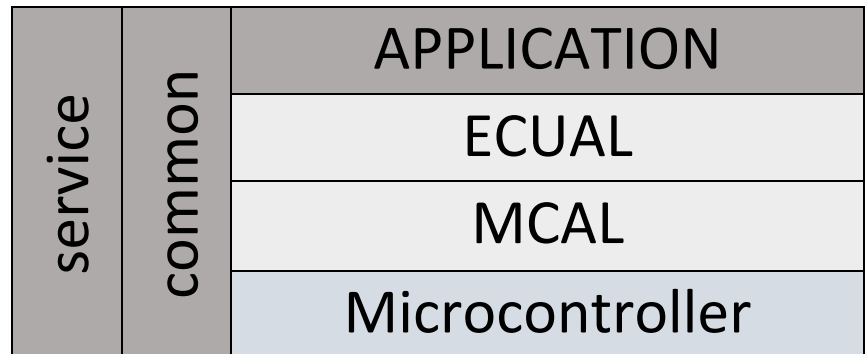 service
common
APPLICATION
ECUAL
MCAL
Microcontroller